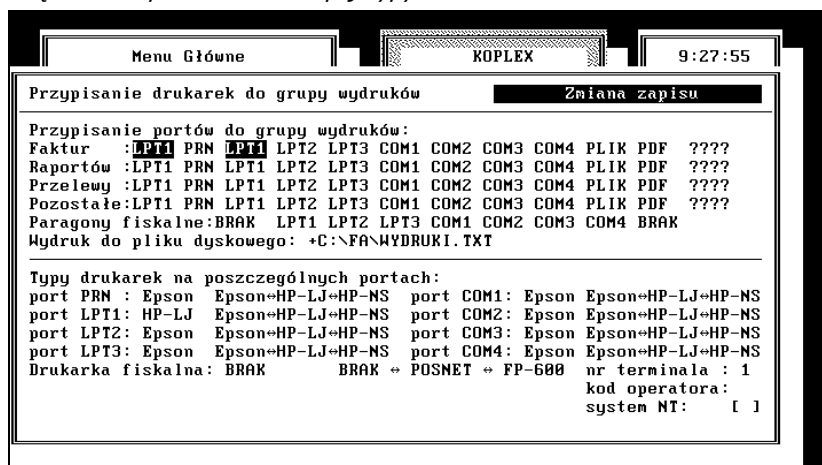 Menu Główne KOPLEX 9:27:55
Przypisanie drukarek do grupy wydruków Zmiana zapisu
Przypisanie portów do grupy wydruków:
Faktur :LPT1 PRN LPT1 LPT2 LPT3 COM1 COM2 COM3 COM4 PLIK PDF ????
Raportów :LPT1 PRN LPT1 LPT2 LPT3 COM1 COM2 COM3 COM4 PLIK PDF ????
Przelewy :LPT1 PRN LPT1 LPT2 LPT3 COM1 COM2 COM3 COM4 PLIK PDF ????
Pozostałe:LPT1 PRN LPT1 LPT2 LPT3 COM1 COM2 COM3 COM4 PLIK PDF ????
Paragony fiskalne:BRAK LPT1 LPT2 LPT3 COM1 COM2 COM3 COM4 BRAK
Wydruk do pliku dyskowego: +C:\FA\WYDRUKI.TXT
Typy drukarek na poszczególnych portach:
port PRN : Epson Epson↔HP-LJ↔HP-NS port COM1: Epson Epson↔HP-LJ↔HP-NS
port LPT1: HP-LJ Epson↔HP-LJ↔HP-NS port COM2: Epson Epson↔HP-LJ↔HP-NS
port LPT2: Epson Epson↔HP-LJ↔HP-NS port COM3: Epson Epson↔HP-LJ↔HP-NS
port LPT3: Epson Epson↔HP-LJ↔HP-NS port COM4: Epson Epson↔HP-LJ↔HP-NS
Drukarka fiskalna: BRAK BRAK ↔ POSNET ↔ FP-600 nr terminala : 1
kod operatora:
system NT: [ ]